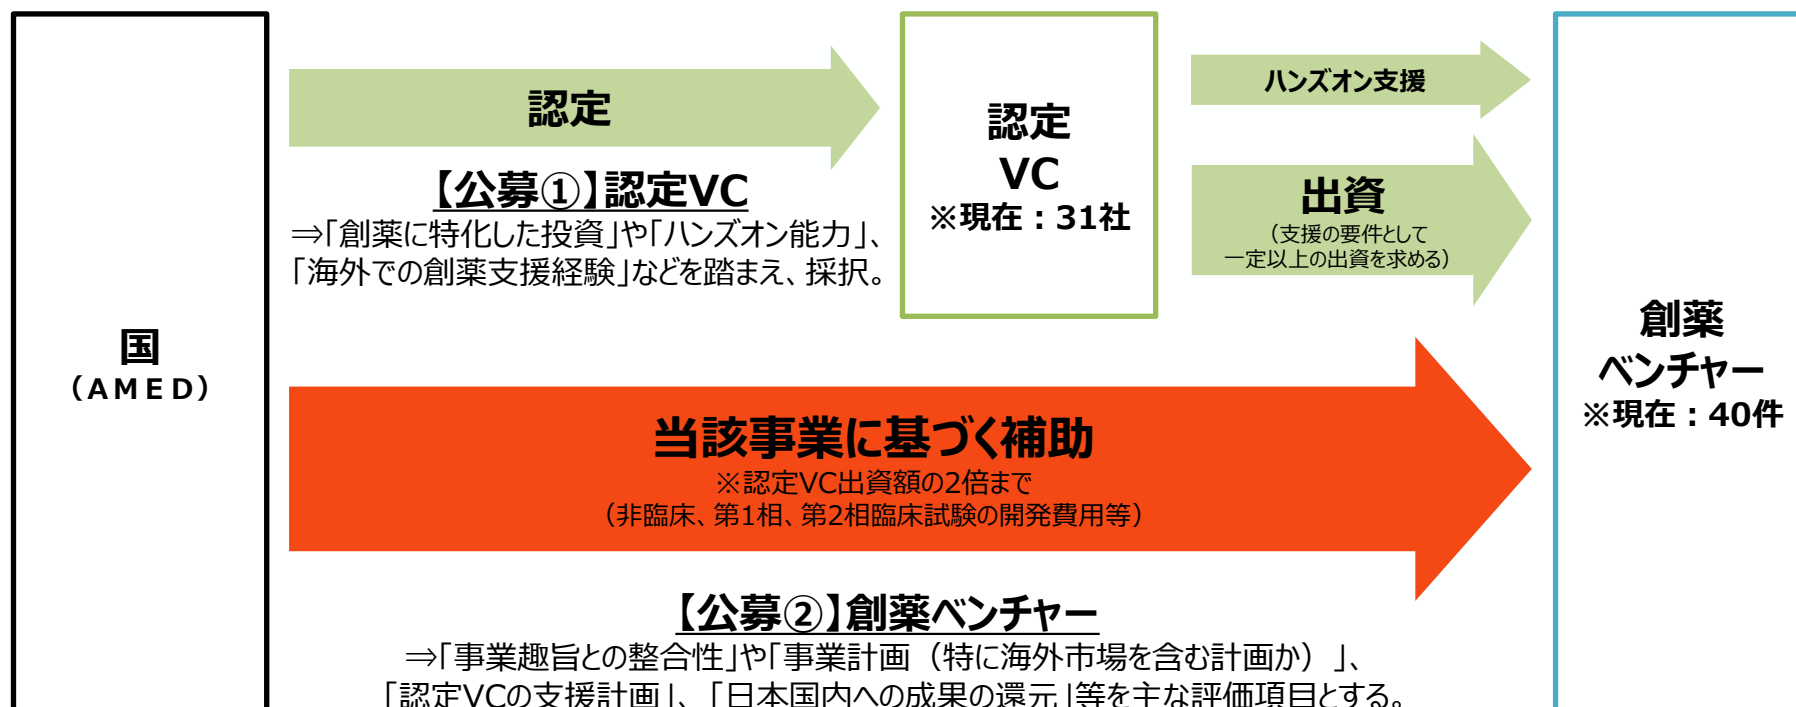 国
（AMED）
認定
【公募①】認定VC
⇒「創薬に特化した投資」や「ハンズオン能力」、
「海外での創薬支援経験」などを踏まえ、採択。
認定
VC
※現在：31社
ハンズオン支援
出資
（支援の要件として
一定以上の出資を求める）
当該事業に基づく補助
※認定VC出資額の2倍まで
（非臨床、第1相、第2相臨床試験の開発費用等）
【公募②】創薬ベンチャー
⇒「事業趣旨との整合性」や「事業計画（特に海外市場を含む計画か）」、
「認定VCの支援計画」、「日本国内への成果の還元」等を主な評価項目とする。
創薬
ベンチャー
※現在：40件